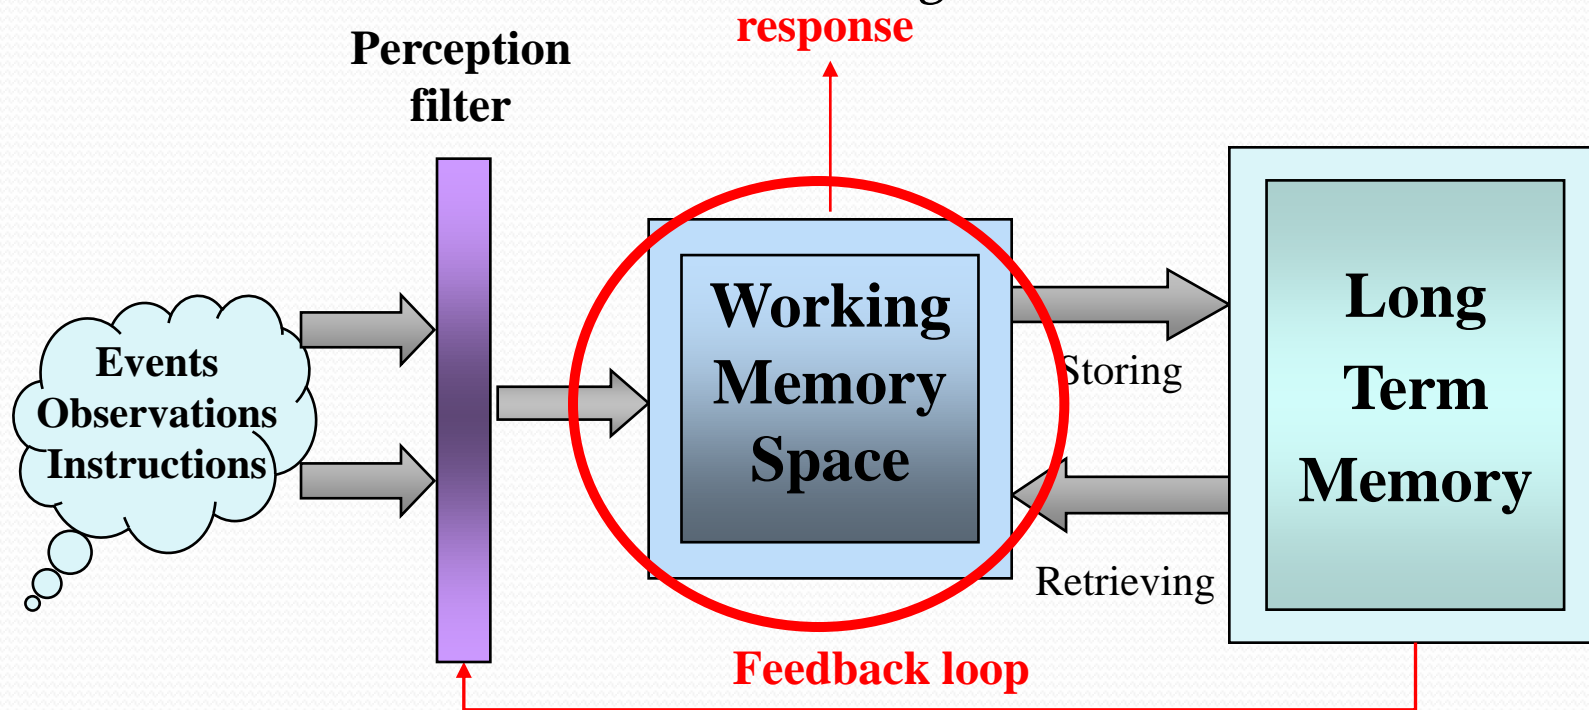 response
Perception
filter
Events
Observations
Instructions
Working
Memory
Space
Storing
Retrieving
Long
Term
Memory
Feedback loop